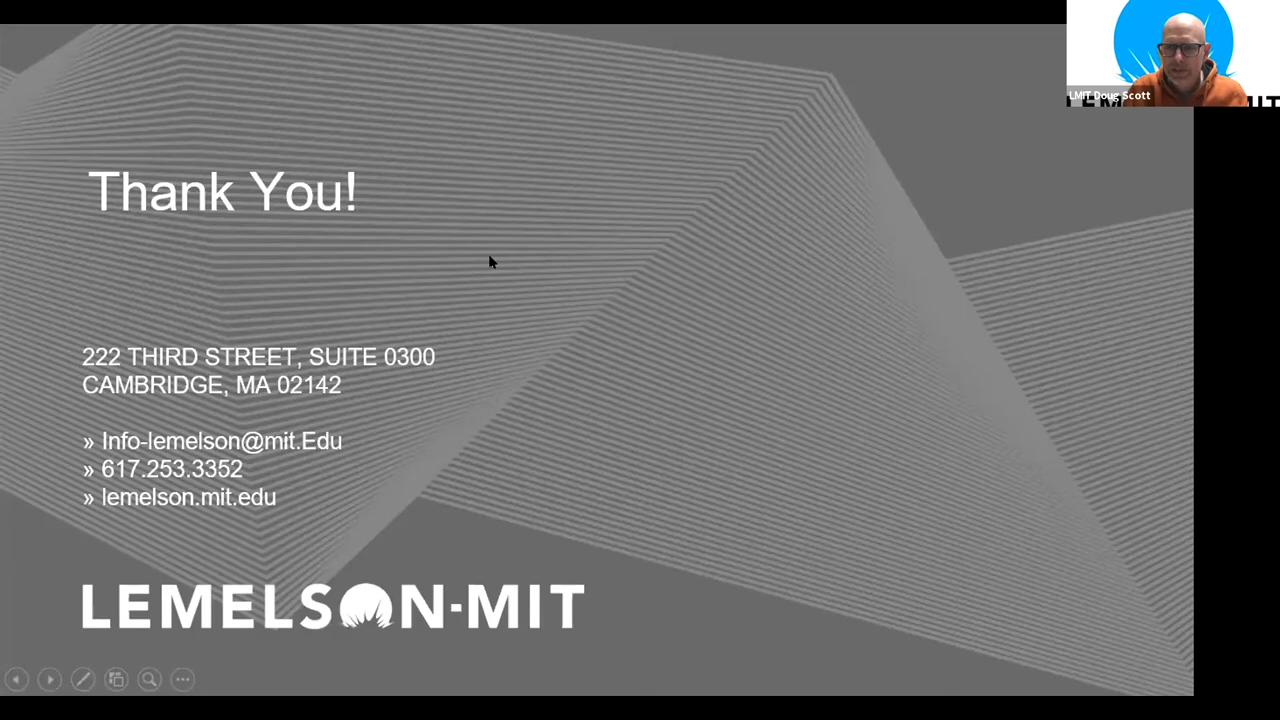 LMIT Doug Scott
Thank You!
222 THIRD STREET, SUITE 0300
CAMBRIDGE, MA 02142
» Info-lemelson@mit.Edu
» 617.253.3352
» lemelson.mit.edu
LEMELSON-MIT